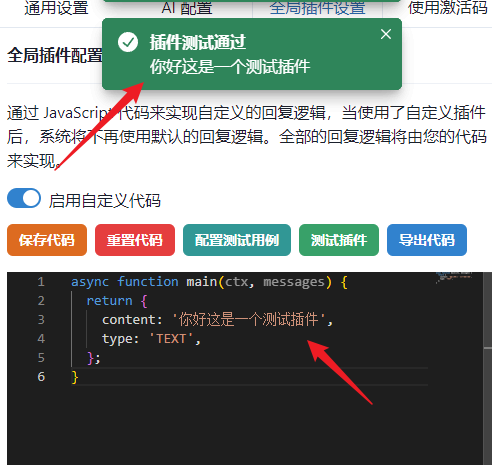 通用设置 AI 配置 全局插件设置 使用激活码
插件测试通过
你好这是一个测试插件
全局插件配置
通过 JavaScript 代码来实现自定义的回复逻辑，当使用了自定义插件
后，系统将不再使用默认的回复逻辑。全部的回复逻辑将由您的代码
来实现。
启用自定义代码
保存代码 重置代码 配置测试用例 测试插件 导出代码
1 async function main(ctx, messages) {
2 return {
3 content: '你好这是一个测试插件',
4 type: 'TEXT',
5 };
6 }